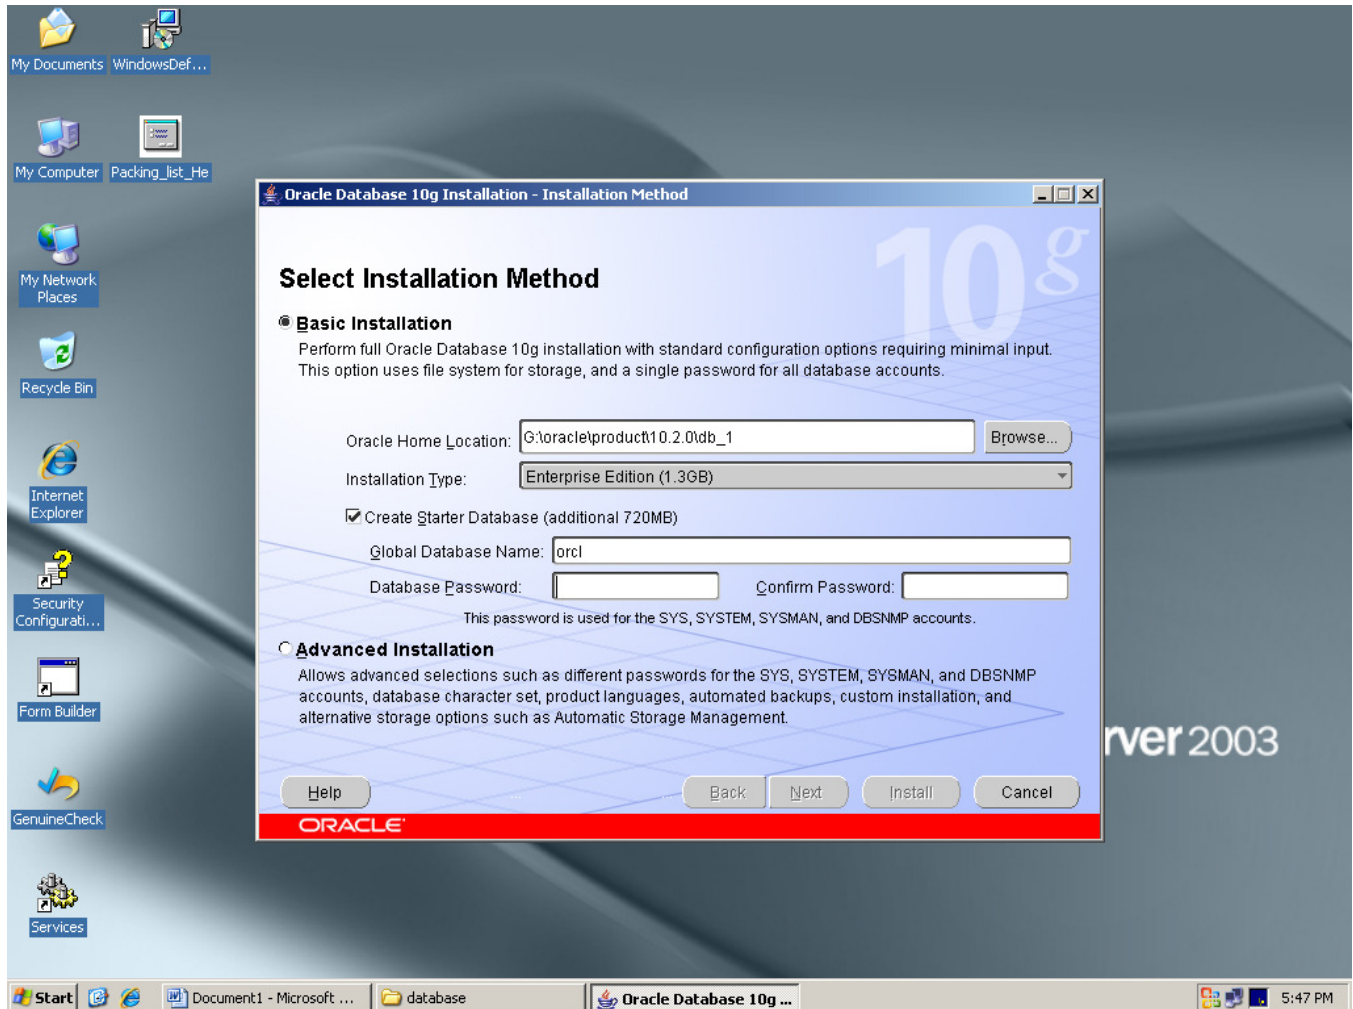 My Documents
WindowsDef...
My Computer
Packing_list_He
My Network
Places
Recycle Bin
Internet
Explorer
Security
Configurati...
Form Builder
GenuineCheck
Services
Oracle Database 10g Installation - Installation Method
10g
Select Installation Method
Basic Installation
Perform full Oracle Database 10g installation with standard configuration options requiring minimal input.
This option uses file system for storage, and a single password for all database accounts.
Oracle Home Location: G:\oracle\product\10.2.0\db_1 Browse...
Installation Type: Enterprise Edition (1.3GB)
Create Starter Database (additional 720MB)
Global Database Name: orcl
Database Password: Confirm Password:
This password is used for the SYS, SYSTEM, SYSMAN, and DBSNMP accounts.
Advanced Installation
Allows advanced selections such as different passwords for the SYS, SYSTEM, SYSMAN, and DBSNMP
accounts, database character set, product languages, automated backups, custom installation, and
alternative storage options such as Automatic Storage Management.
Help Back Next Install Cancel
ORACLE
rver 2003
Start Document1 - Microsoft ... database Oracle Database 10g ... 5:47 PM